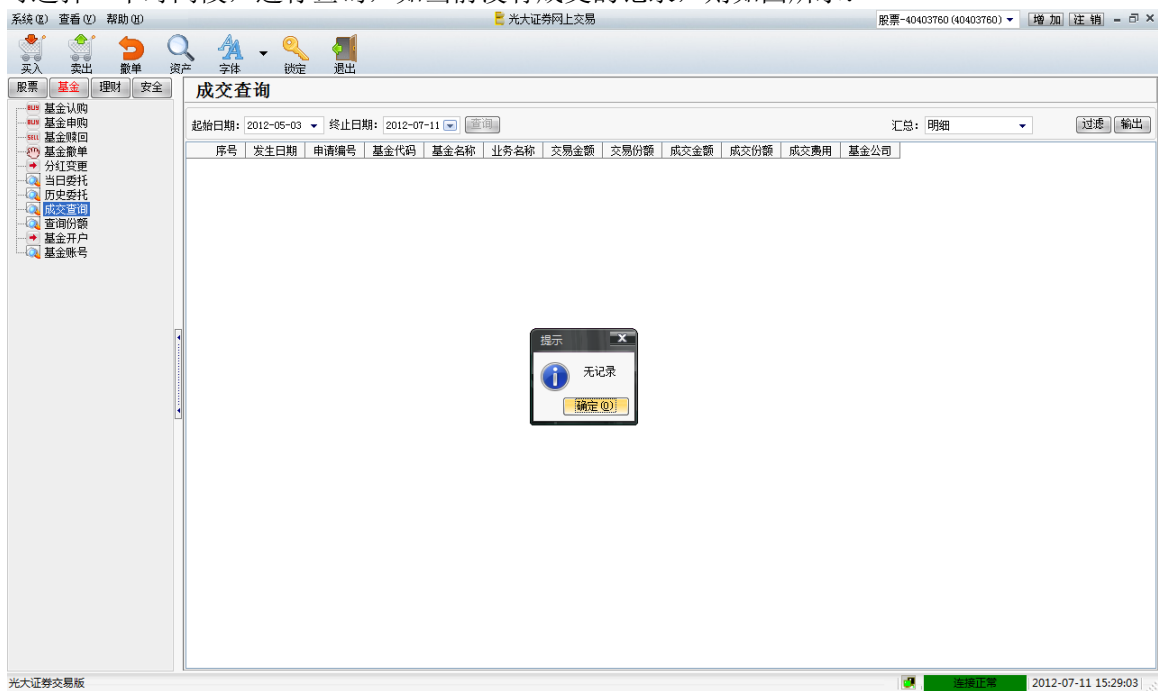 系统(S) 查看(V) 帮助(H) 光大证券网上交易 股票-40403760(40403760) 增 加 注 销
买入 卖出 撤单 资产 字体 锁定 退出
股票 基金 理财 安全 成交查询
基金认购
基金申购
基金赎回
基金撤单
分红变更
当日委托
历史委托
成交查询
查询份额
基金开户
基金账号
起始日期: 2012-05-03 终止日期: 2012-07-11 查询 汇总: 明细 过滤 输出
序号 发生日期 申请编号 基金代码 基金名称 业务名称 交易金额 交易份额 成交金额 成交份额 成交费用 基金公司
提示
无记录
确定(O)
光大证券交易版 连接正常 2012-07-11 15:29:03